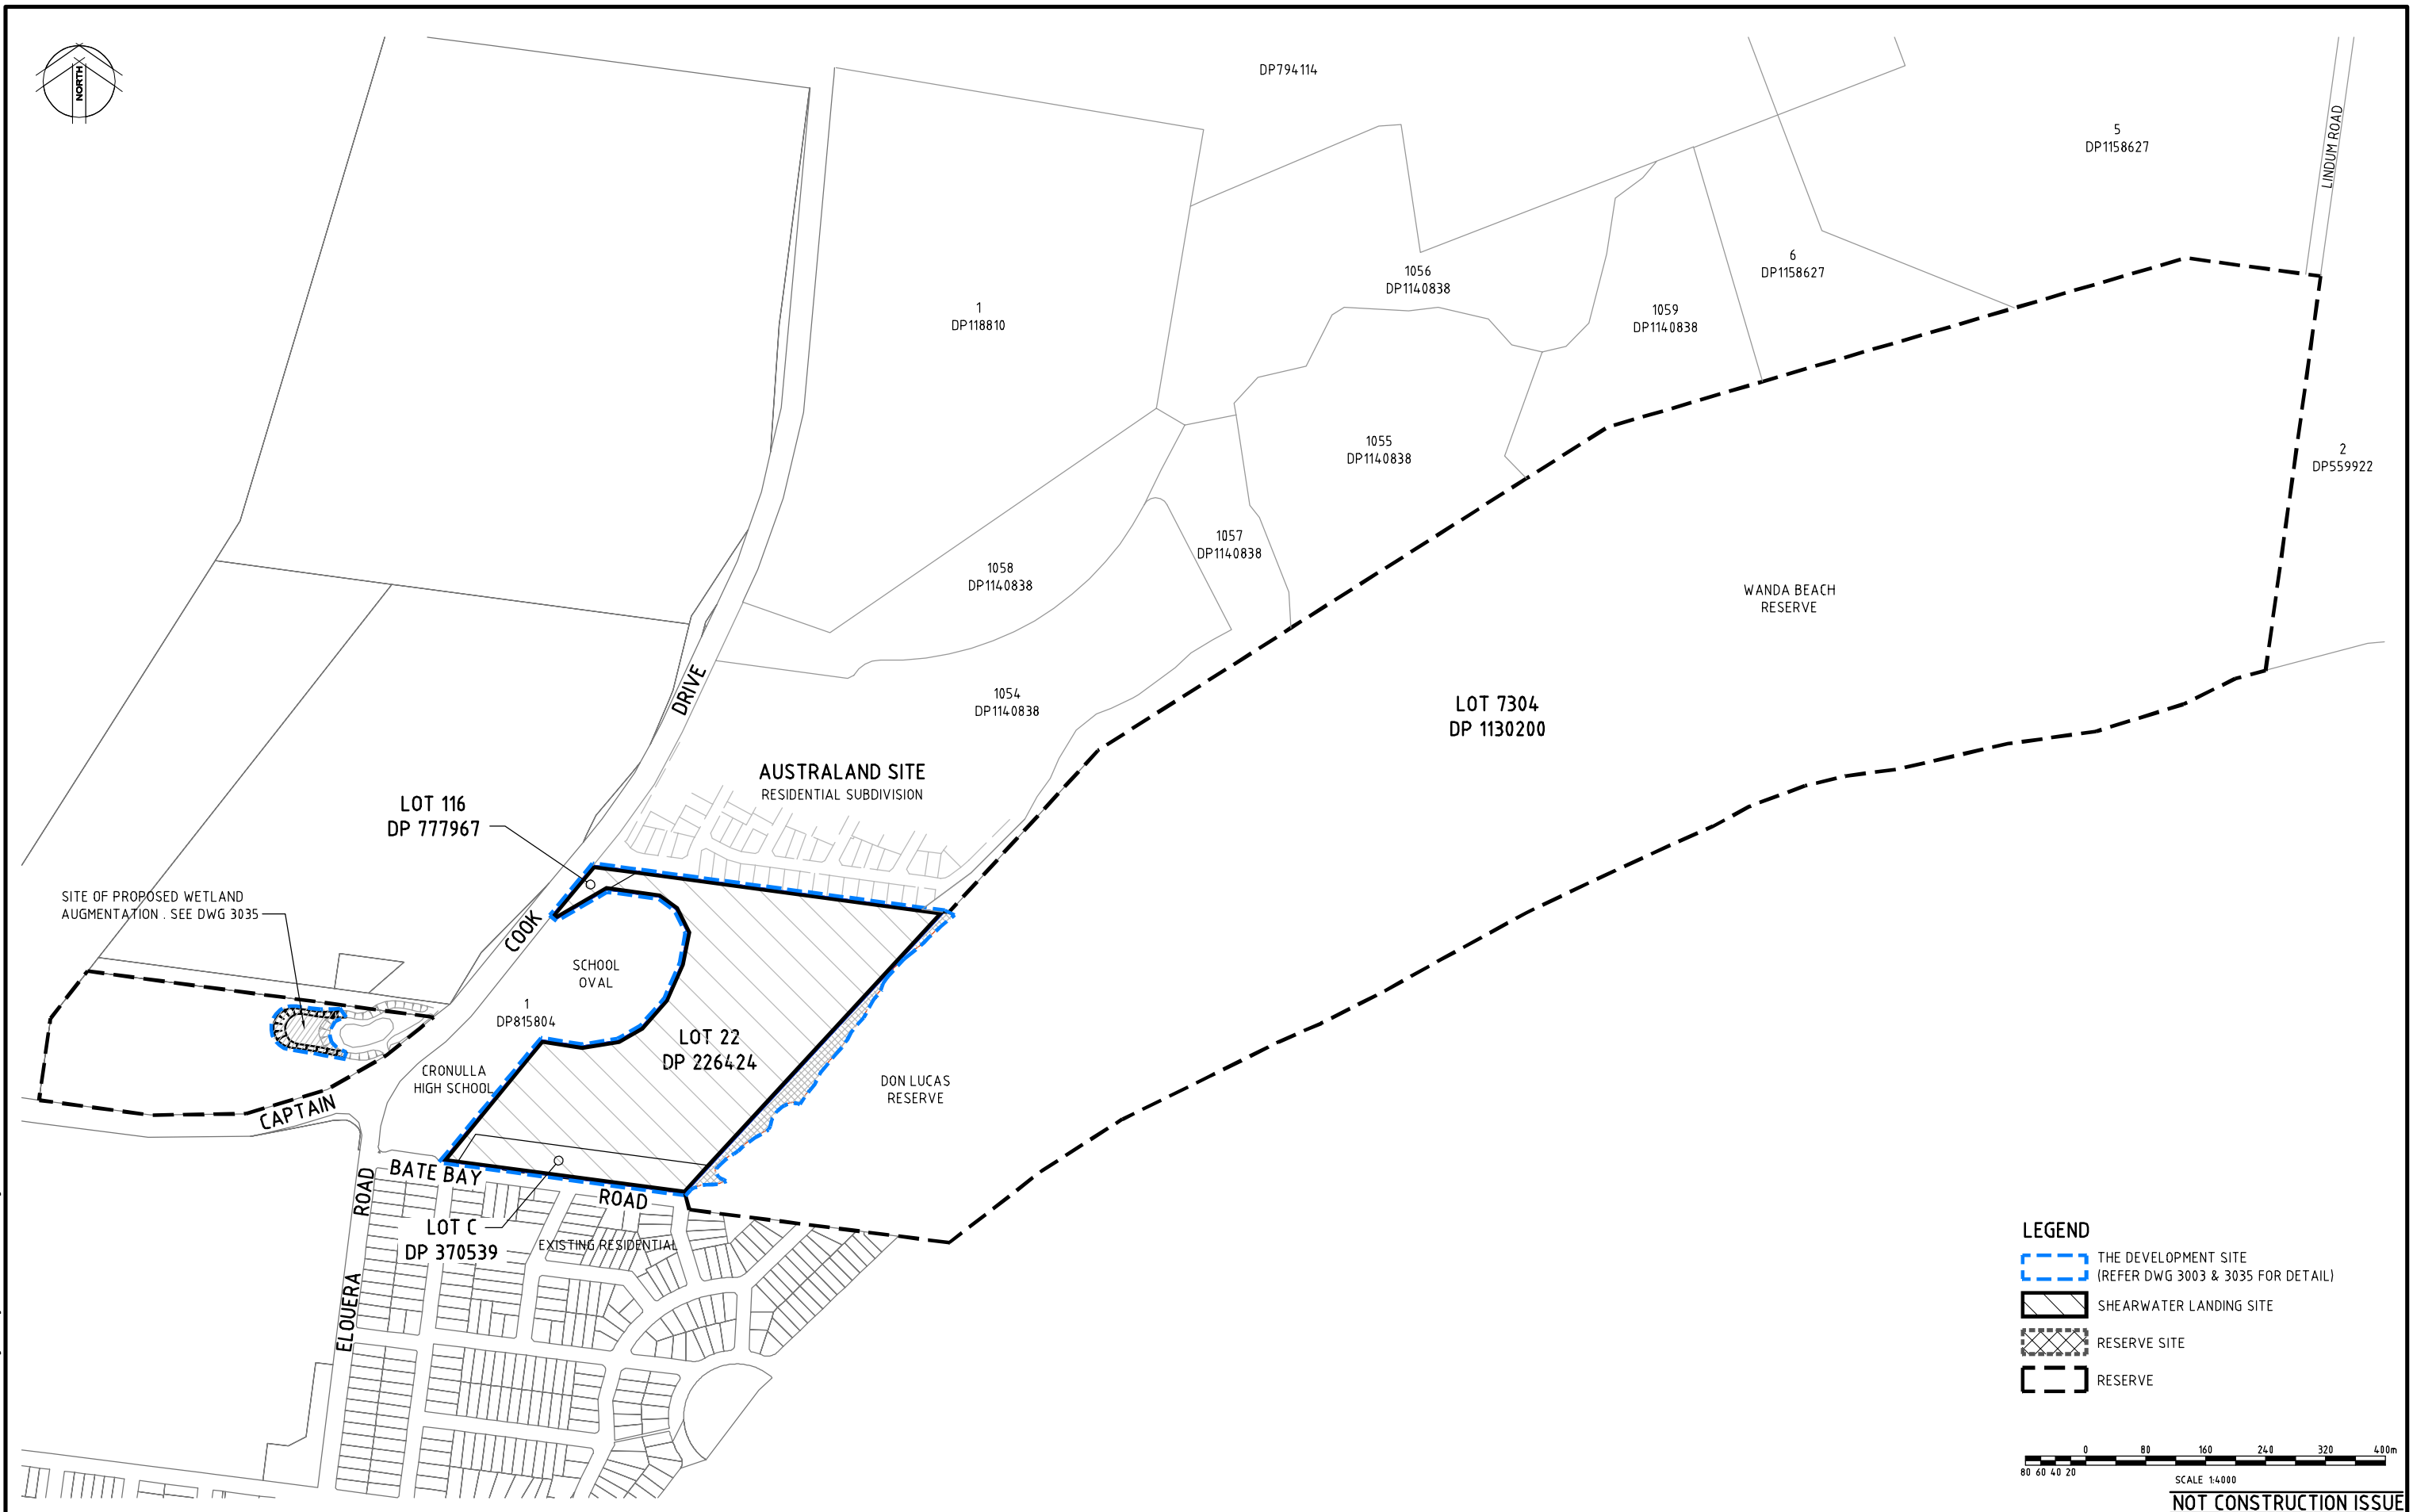 NORTH
DP794114
5
DP1158627
LINDUM ROAD
1
DP118810
1056
DP1140838
6
DP1158627
1059
DP1140838
1055
DP1140838
2
DP559922
1057
DP1140838
1058
DP1140838
WANDA BEACH
RESERVE
DRIVE
1054
DP1140838
LOT 7304
DP 1130200
AUSTRALAND SITE
RESIDENTIAL SUBDIVISION
LOT 116
DP 777967
SITE OF PROPOSED WETLAND
AUGMENTATION . SEE DWG 3035
COOK
SCHOOL
OVAL
1
DP815804
LOT 22
DP 226424
CRONULLA
HIGH SCHOOL
DON LUCAS
RESERVE
CAPTAIN
BATE BAY
ROAD
ROAD
LOT C
DP 370539
EXISTING RESIDENTIAL
ELOUERA
LEGEND
THE DEVELOPMENT SITE
(REFER DWG 3003 & 3035 FOR DETAIL)
SHEARWATER LANDING SITE
RESERVE SITE
RESERVE
0 80 160 240 320 400m
80 60 40 20
SCALE 1:4000
NOT CONSTRUCTION ISSUE